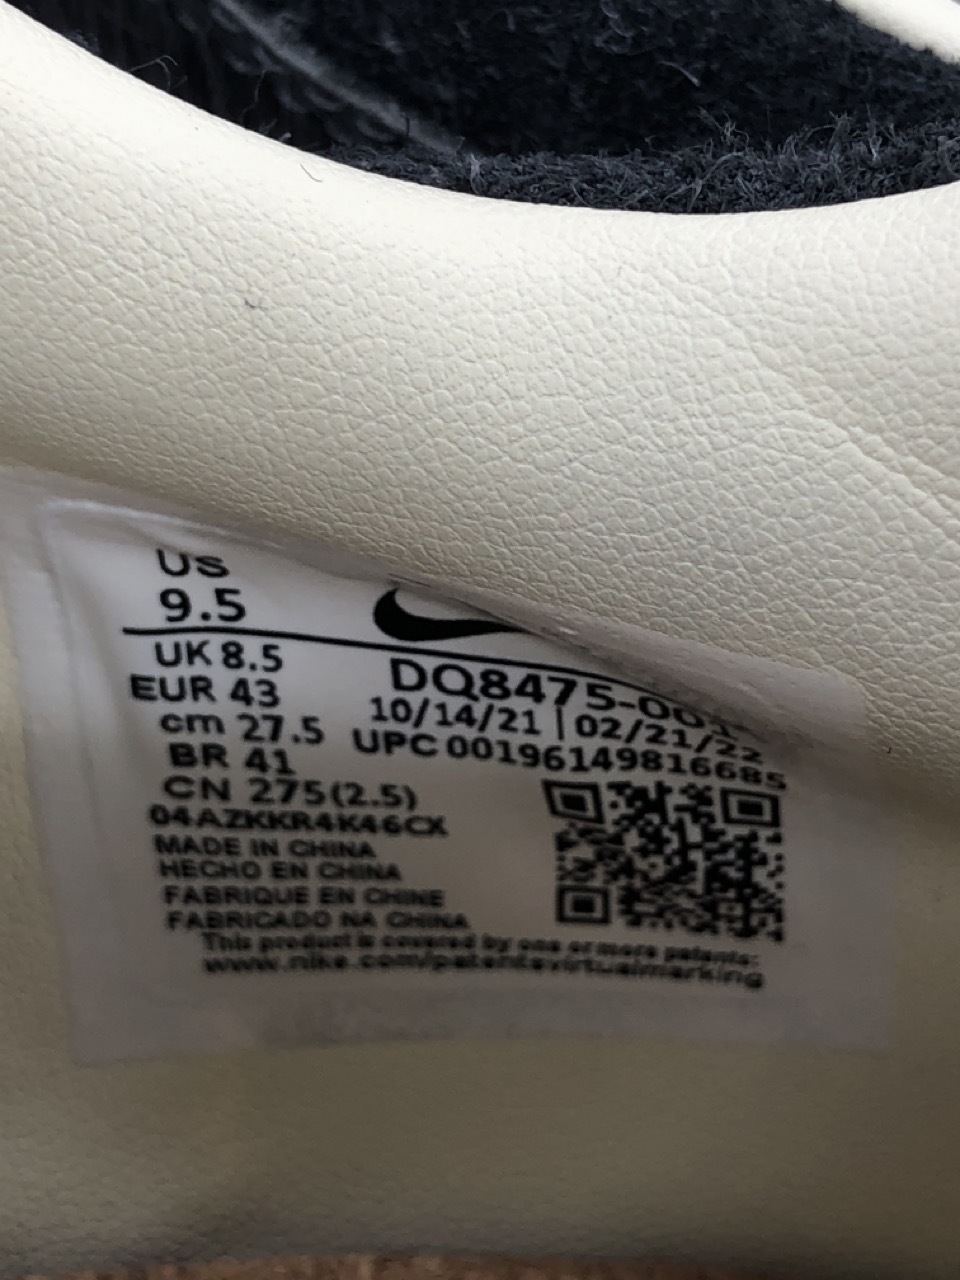 US
9.5
UK 8.5
EUR 43
cm 27.5
BR 41
CN 275(2.5)
DQ8475-001
10/14/21 | 02/21/22
UPC 00196149816685
04AZKKR4K46CX
MADE IN CHINA
HECHO EN CHINA
FABRIQUE EN CHINE
FABRICADO NA CHINA
This product is covered by one or more patents:
www.nike.com/patentsvirtualmarking